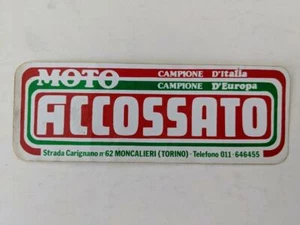 MOTO CAMPIONE D'Italia
CAMPIONE D'Europa
ACCOSSATO
Strada Carignano n° 62 MONCALIERI (TORINO) - Telefono 011-646455